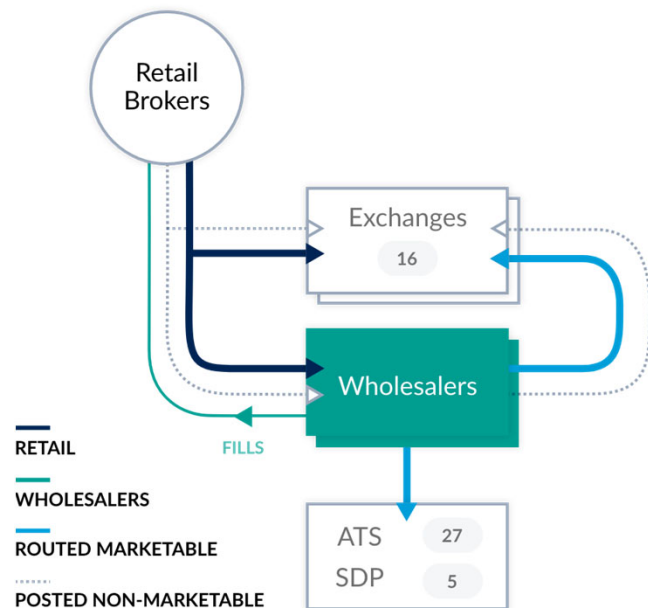 Retail
Brokers
Exchanges
16
Wholesalers
FILLS
RETAIL
WHOLESALERS
ROUTED MARKETABLE
POSTED NON-MARKETABLE
ATS 27
SDP 5